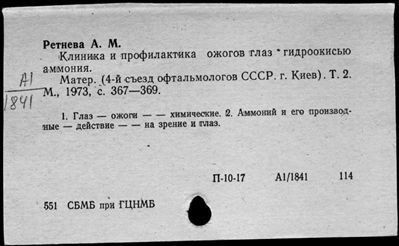 Ретнева А. М.
Клиника и профилактика ожогов глаз гидроокисью
аммония.
Матер. (4-й съезд офтальмологов СССР. г. Киев). Т. 2.
М., 1973, с. 367—369.
А1
1841
1. Глаз — ожоги — — химические. 2. Аммоний и его производ-
ные — действие — — на зрение и глаз.
П-10-17 А1/1841 114
551 СБМБ при ГЦНМБ